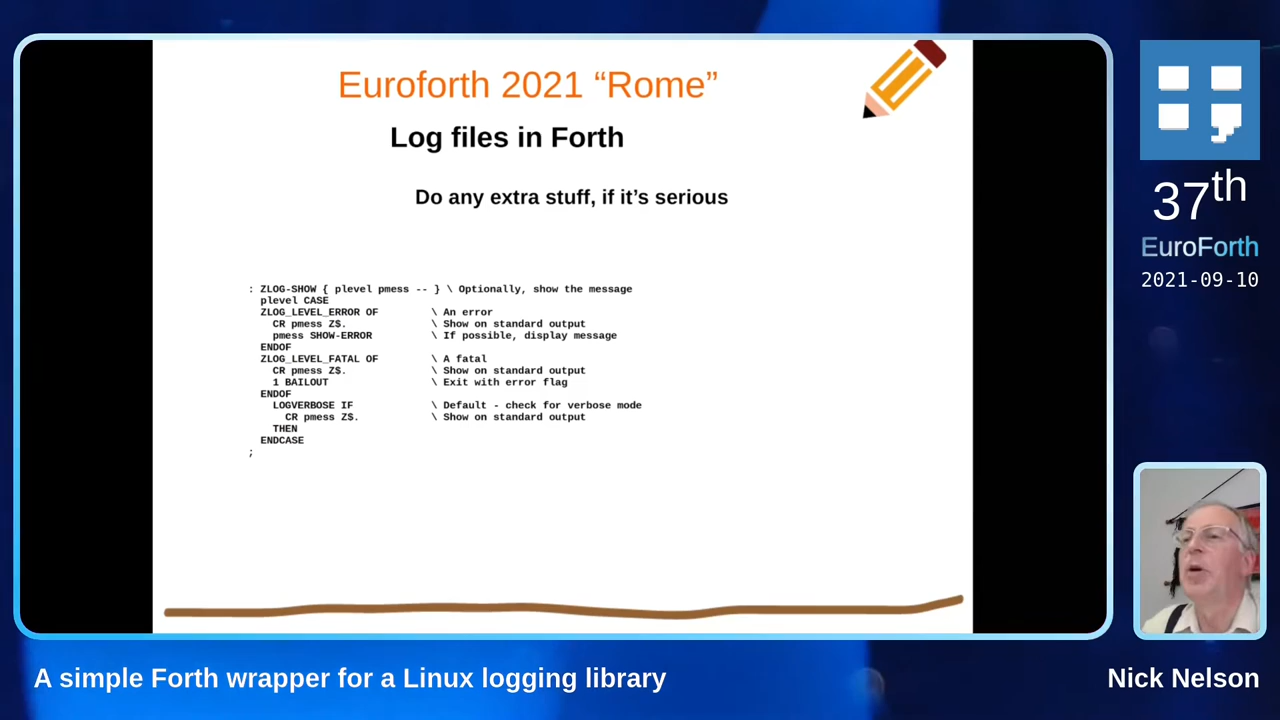 Euroforth 2021 “Rome”
Log files in Forth
Do any extra stuff, if it’s serious
: ZLOG-SHOW { plevel pmess -- } \ Optionally, show the message
plevel CASE
ZLOG_LEVEL_ERROR OF \ An error
CR pmess Z$. \ Show on standard output
pmess SHOW-ERROR \ If possible, display message
ENDOF
ZLOG_LEVEL_FATAL OF \ A fatal
CR pmess Z$. \ Show on standard output
1 BAILOUT \ Exit with error flag
ENDOF
LOGVERBOSE IF \ Default - check for verbose mode
CR pmess Z$. \ Show on standard output
THEN
ENDCASE
;
37th
EuroForth
2021-09-10
A simple Forth wrapper for a Linux logging library
Nick Nelson